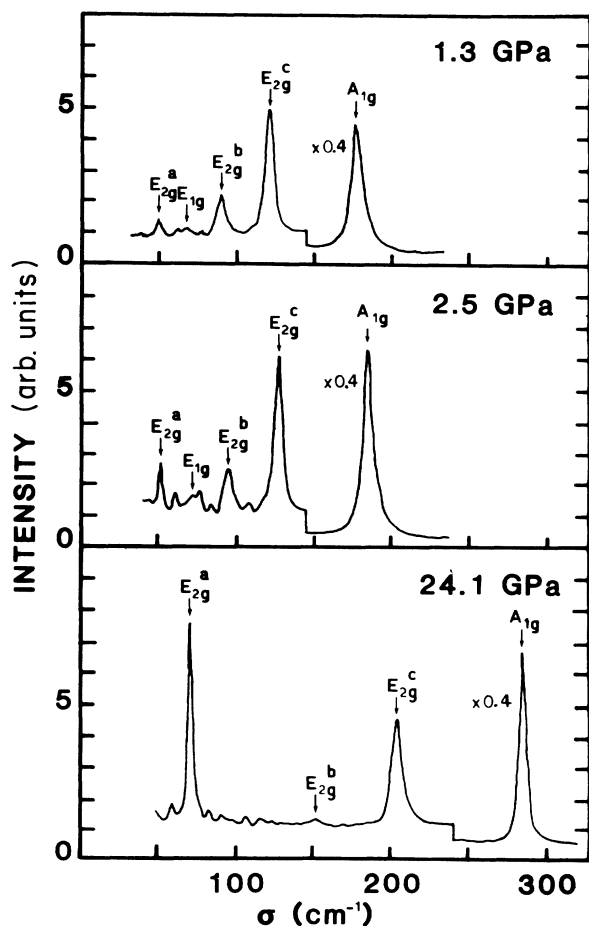 1.3 GPa
E2g^a E1g E2g^b E2g^c A1g
x0.4
5
0
2.5 GPa
E2g^a E1g E2g^b E2g^c A1g
x0.4
5
0
24.1 GPa
E2g^a E2g^b E2g^c A1g
x0.4
5
0
100 200 300
σ (cm⁻¹)
INTENSITY (arb. units)